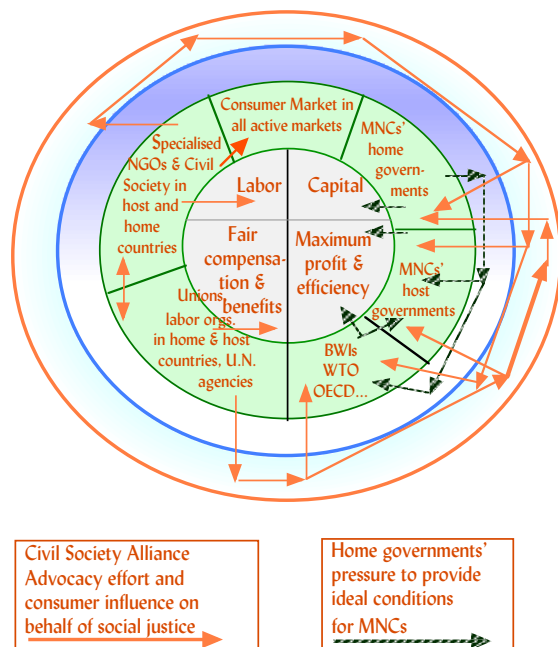 Consumer Market in
all active markets
Specialised
NGOs & Civil
Society in
host and
home
countries
MNCs'
home
govern-
ments
Labor
Capital
Fair
compensa-
tion &
benefits
Maximum
profit &
efficiency
MNCs'
host
governments
Unions,
labor orgs.
in home & host
countries, U.N.
agencies
BWIs
WTO
OECD...
Civil Society Alliance
Advocacy effort and
consumer influence on
behalf of social justice
Home governments'
pressure to provide
ideal conditions
for MNCs